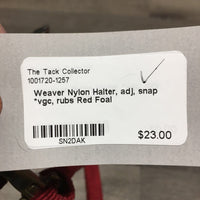 The Tack Collector
1001720-1257
Weaver Nylon Halter, adj, snap
*vgc, rubs Red Foal
SN2DAK
$23.00